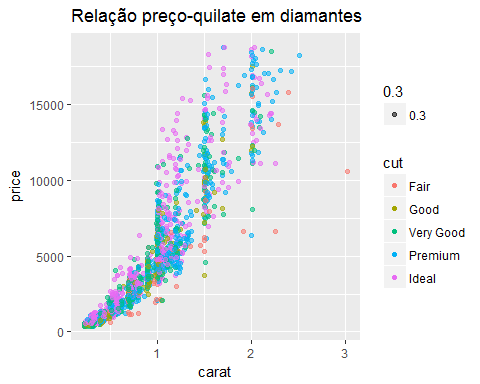 Relação preço-quilate em diamantes
price
15000
10000
5000
0
1
2
3
carat
0.3
0.3
cut
Fair
Good
Very Good
Premium
Ideal